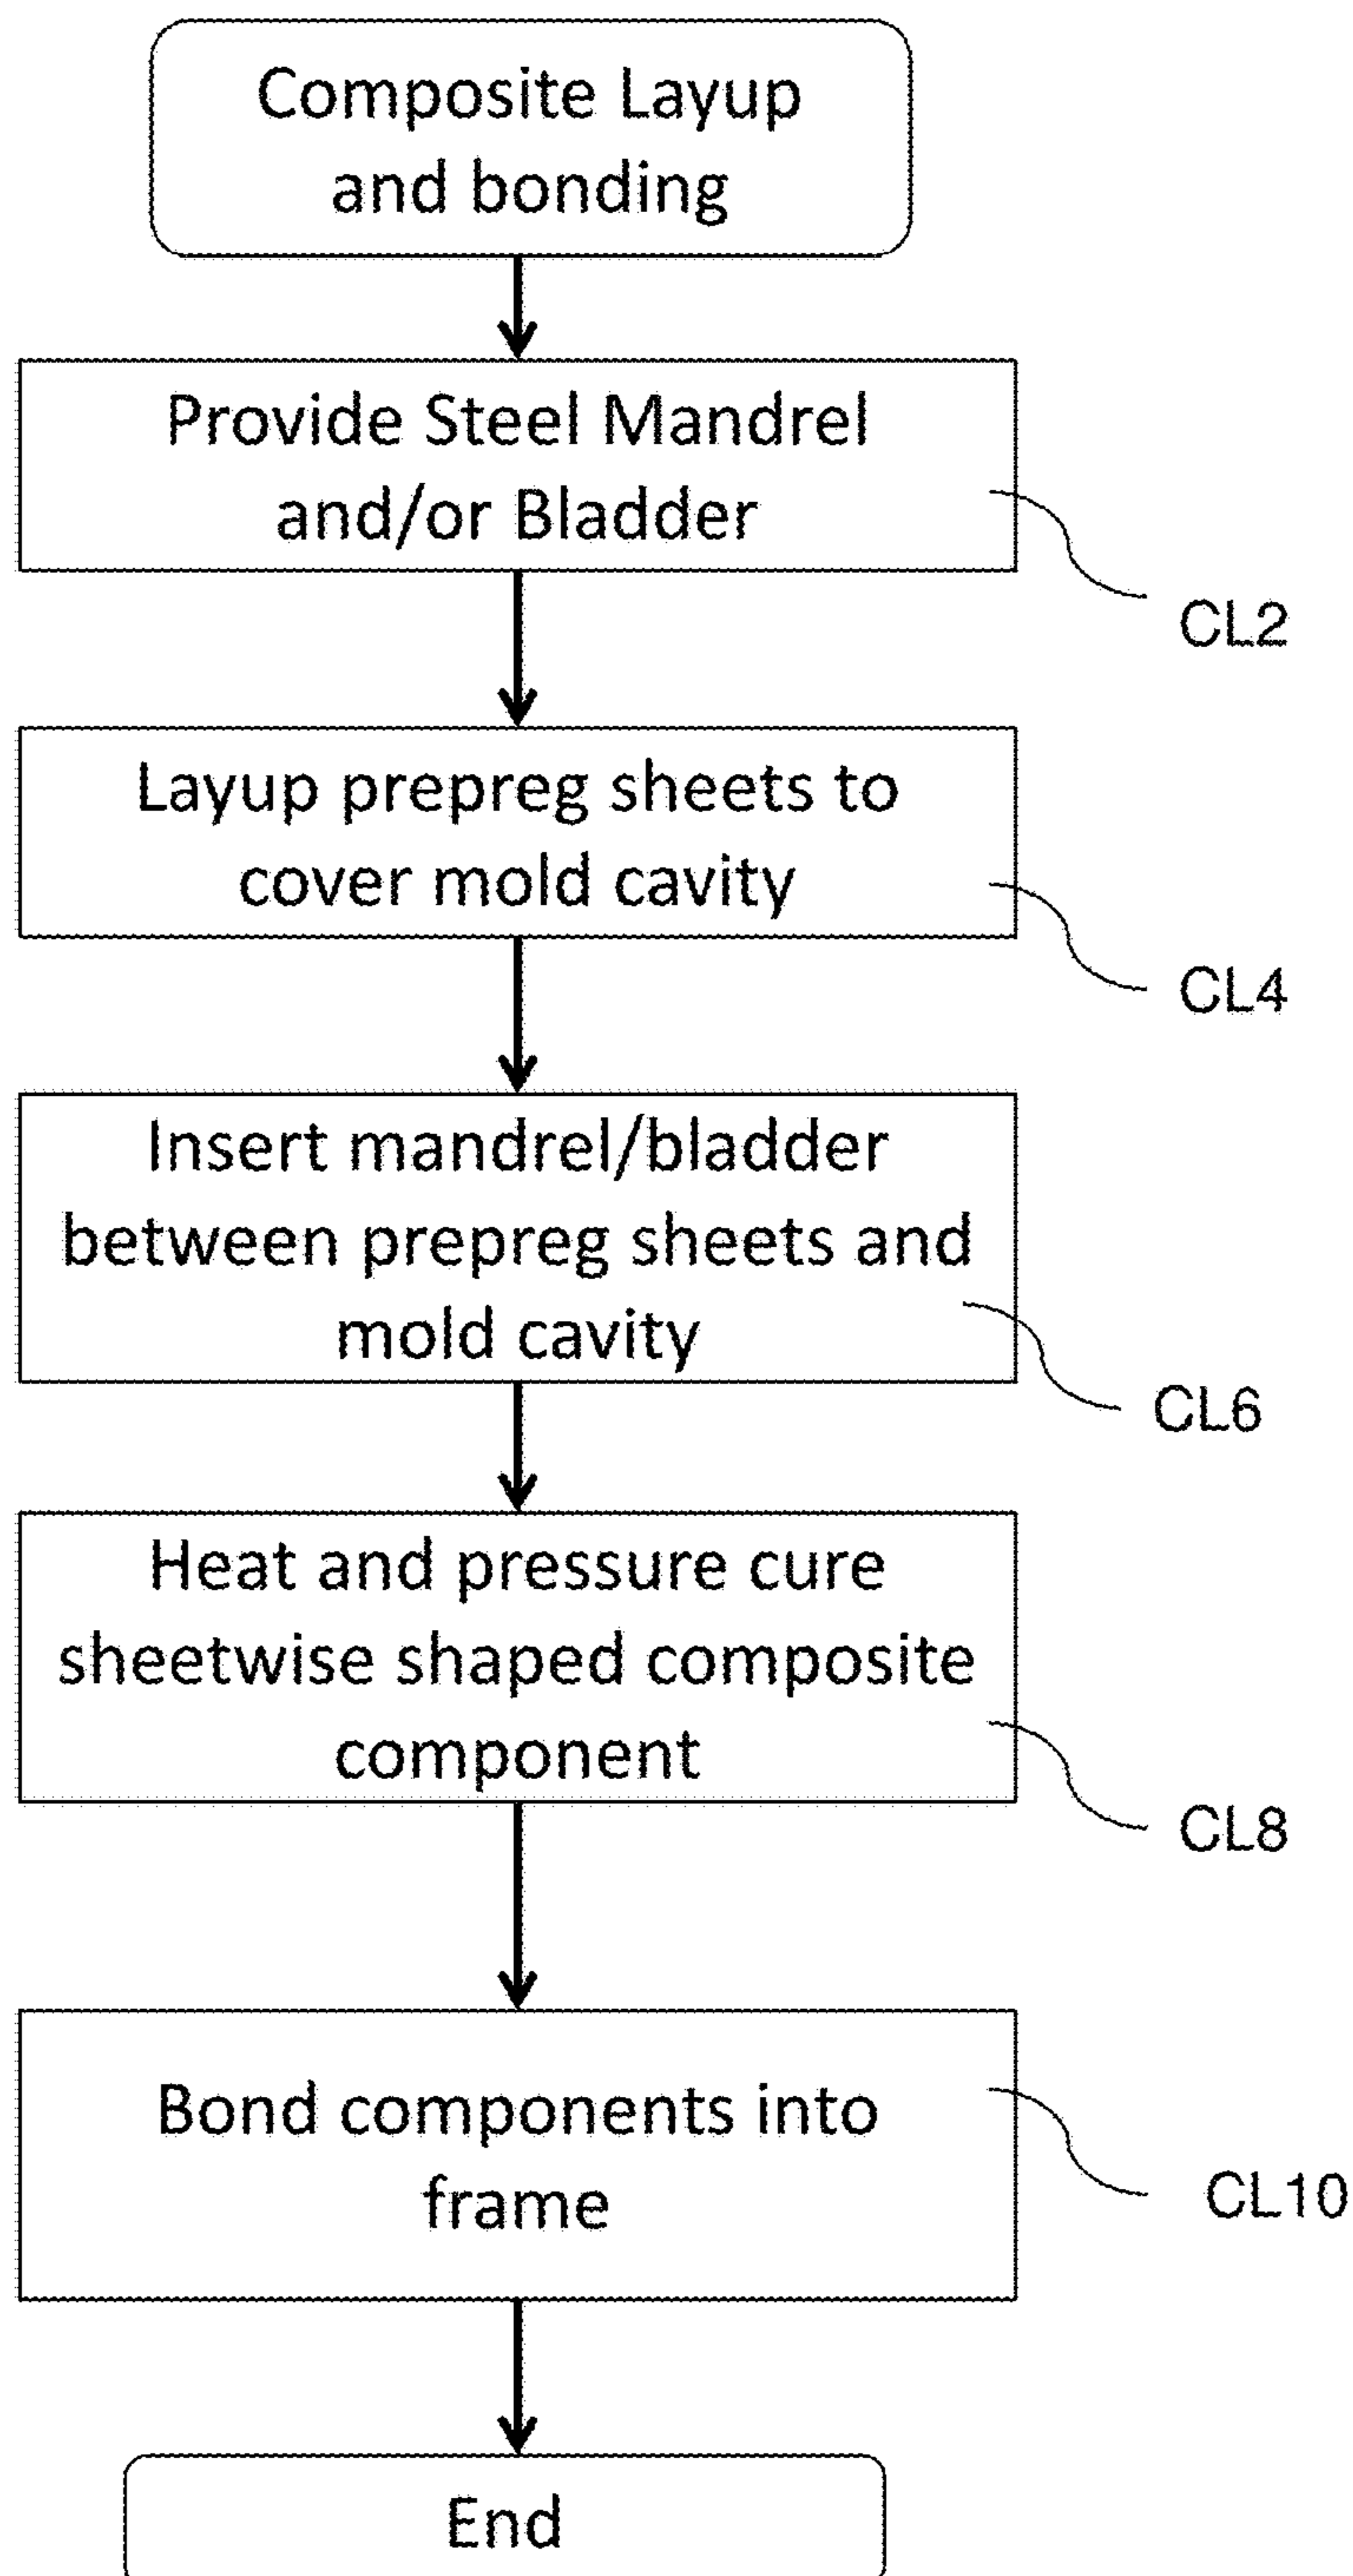 Composite Layup
and bonding
Provide Steel Mandrel
and/or Bladder
CL2
Layup prepreg sheets to
cover mold cavity
CL4
Insert mandrel/bladder
between prepreg sheets and
mold cavity
CL6
Heat and pressure cure
sheetwise shaped composite
component
CL8
Bond components into
frame
CL10
End